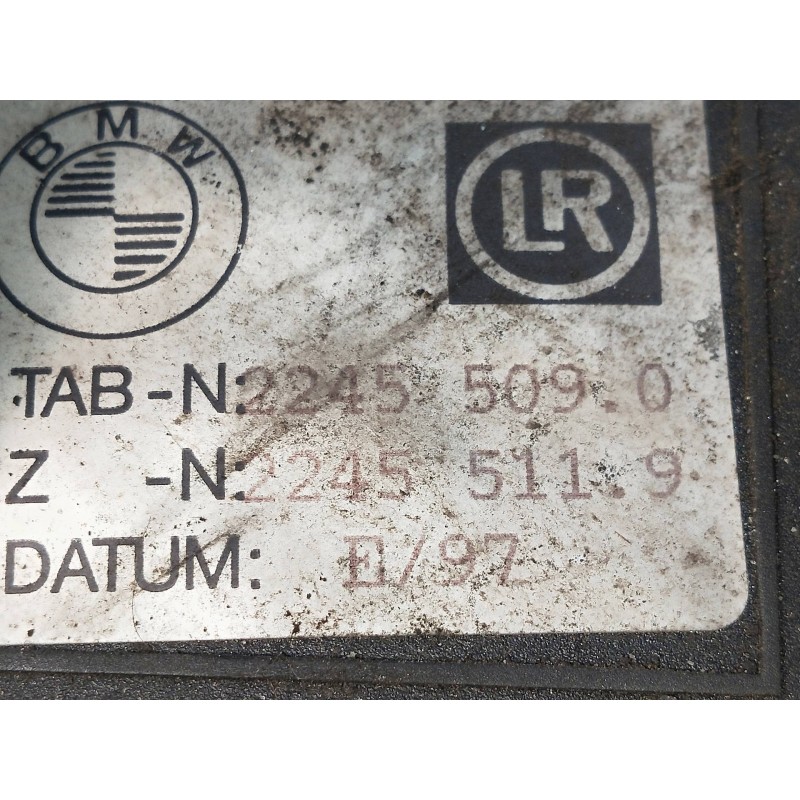 BMW
LR
TAB-N: 2245 509.0
Z -N: 2245 511.9
DATUM: E/97